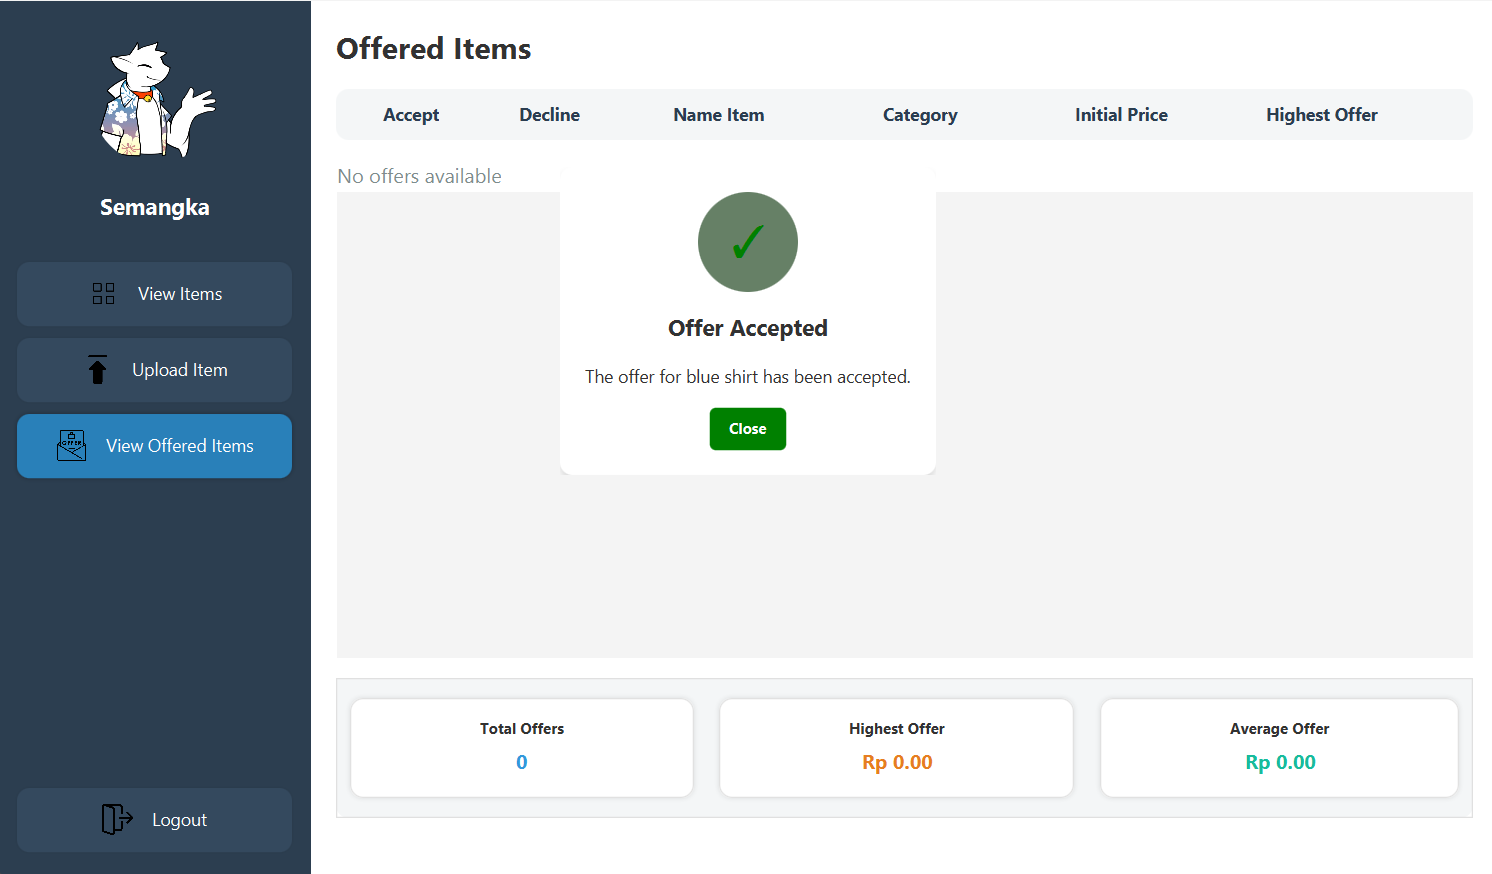 Semangka
View Items
Upload Item
OFFER
View Offered Items
Logout
Offered Items
Accept Decline Name Item Category Initial Price Highest Offer
No offers available
✓
Offer Accepted
The offer for blue shirt has been accepted.
Close
Total Offers
0
Highest Offer
Rp 0.00
Average Offer
Rp 0.00